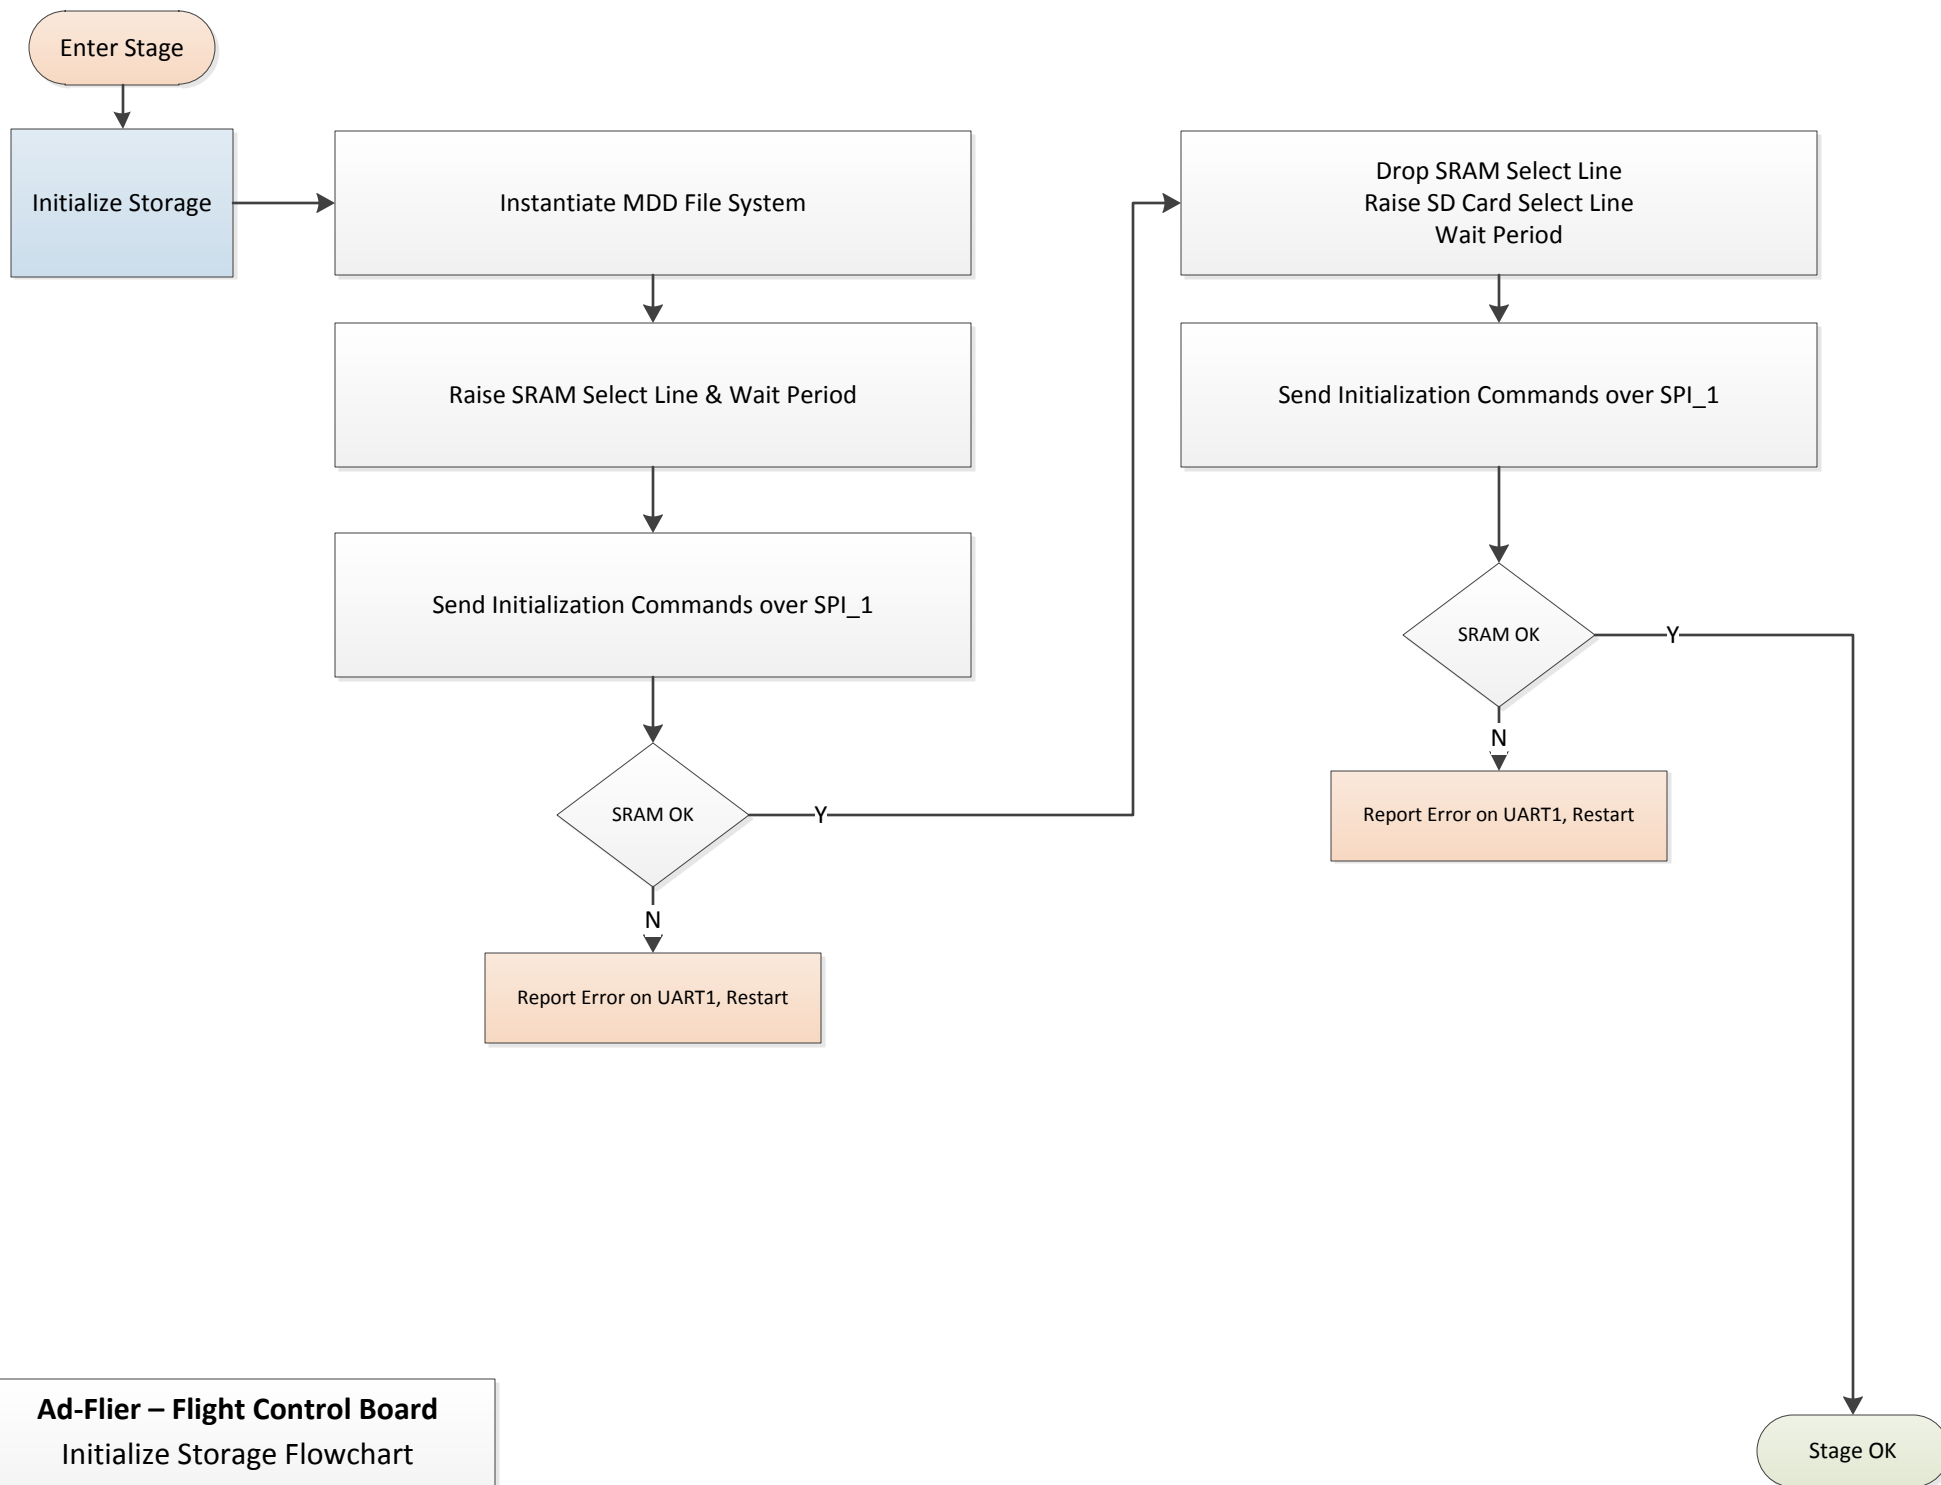 Enter Stage
Initialize Storage
Instantiate MDD File System
Raise SRAM Select Line & Wait Period
Send Initialization Commands over SPI_1
SRAM OK
Y
N
Report Error on UART1, Restart
Drop SRAM Select Line
Raise SD Card Select Line
Wait Period
Send Initialization Commands over SPI_1
SRAM OK
Y
N
Report Error on UART1, Restart
Stage OK
Ad-Flier – Flight Control Board
Initialize Storage Flowchart